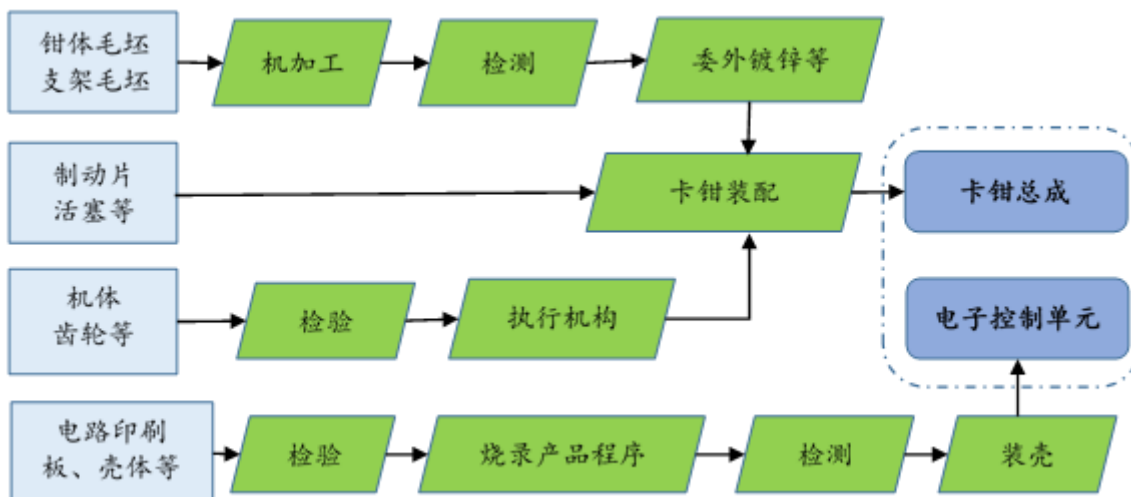 钳体毛坯
支架毛坯
机加工
检测
委外镀锌等
制动片
活塞等
卡钳装配
卡钳总成
机体
齿轮等
检验
执行机构
电子控制单元
电路印刷
板、壳体等
检验
烧录产品程序
检测
装壳